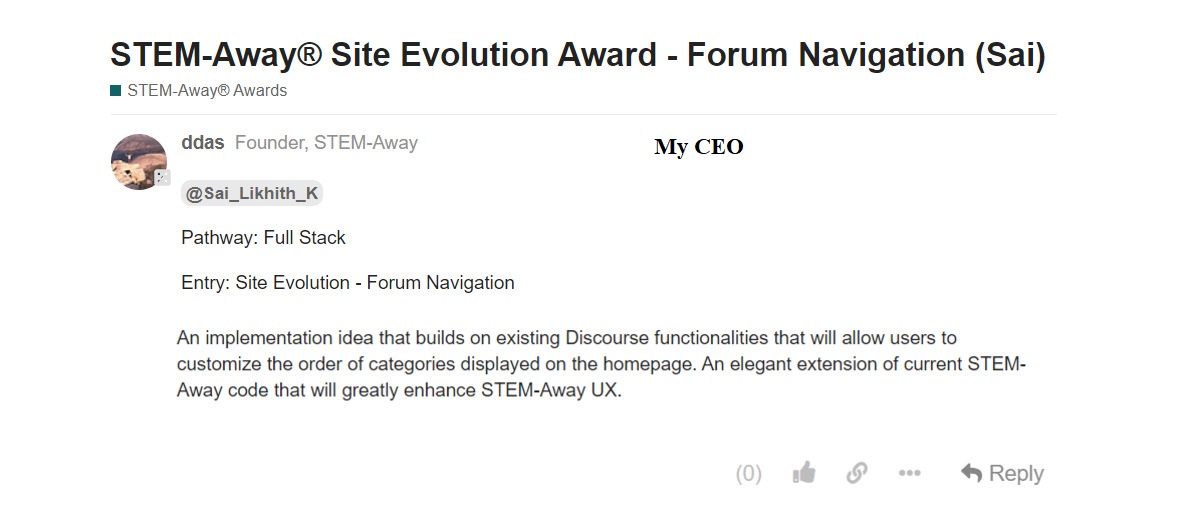 STEM-Away® Site Evolution Award - Forum Navigation (Sai)
STEM-Away® Awards
ddas Founder, STEM-Away My CEO
@Sai_Likhith_K
Pathway: Full Stack
Entry: Site Evolution - Forum Navigation
An implementation idea that builds on existing Discourse functionalities that will allow users to
customize the order of categories displayed on the homepage. An elegant extension of current STEM-
Away code that will greatly enhance STEM-Away UX.
(0) Reply